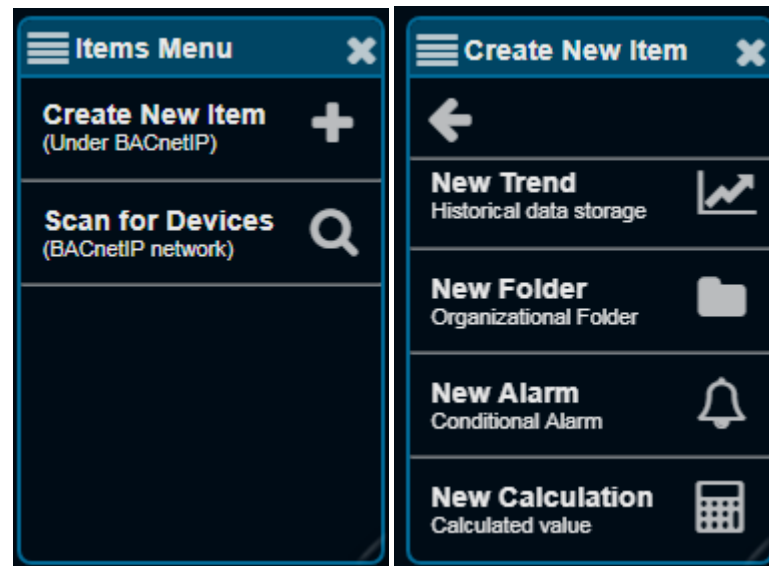 Items Menu
Create New Item
(Under BACnetIP)
Scan for Devices
(BACnetIP network)
Create New Item
New Trend
Historical data storage
New Folder
Organizational Folder
New Alarm
Conditional Alarm
New Calculation
Calculated value